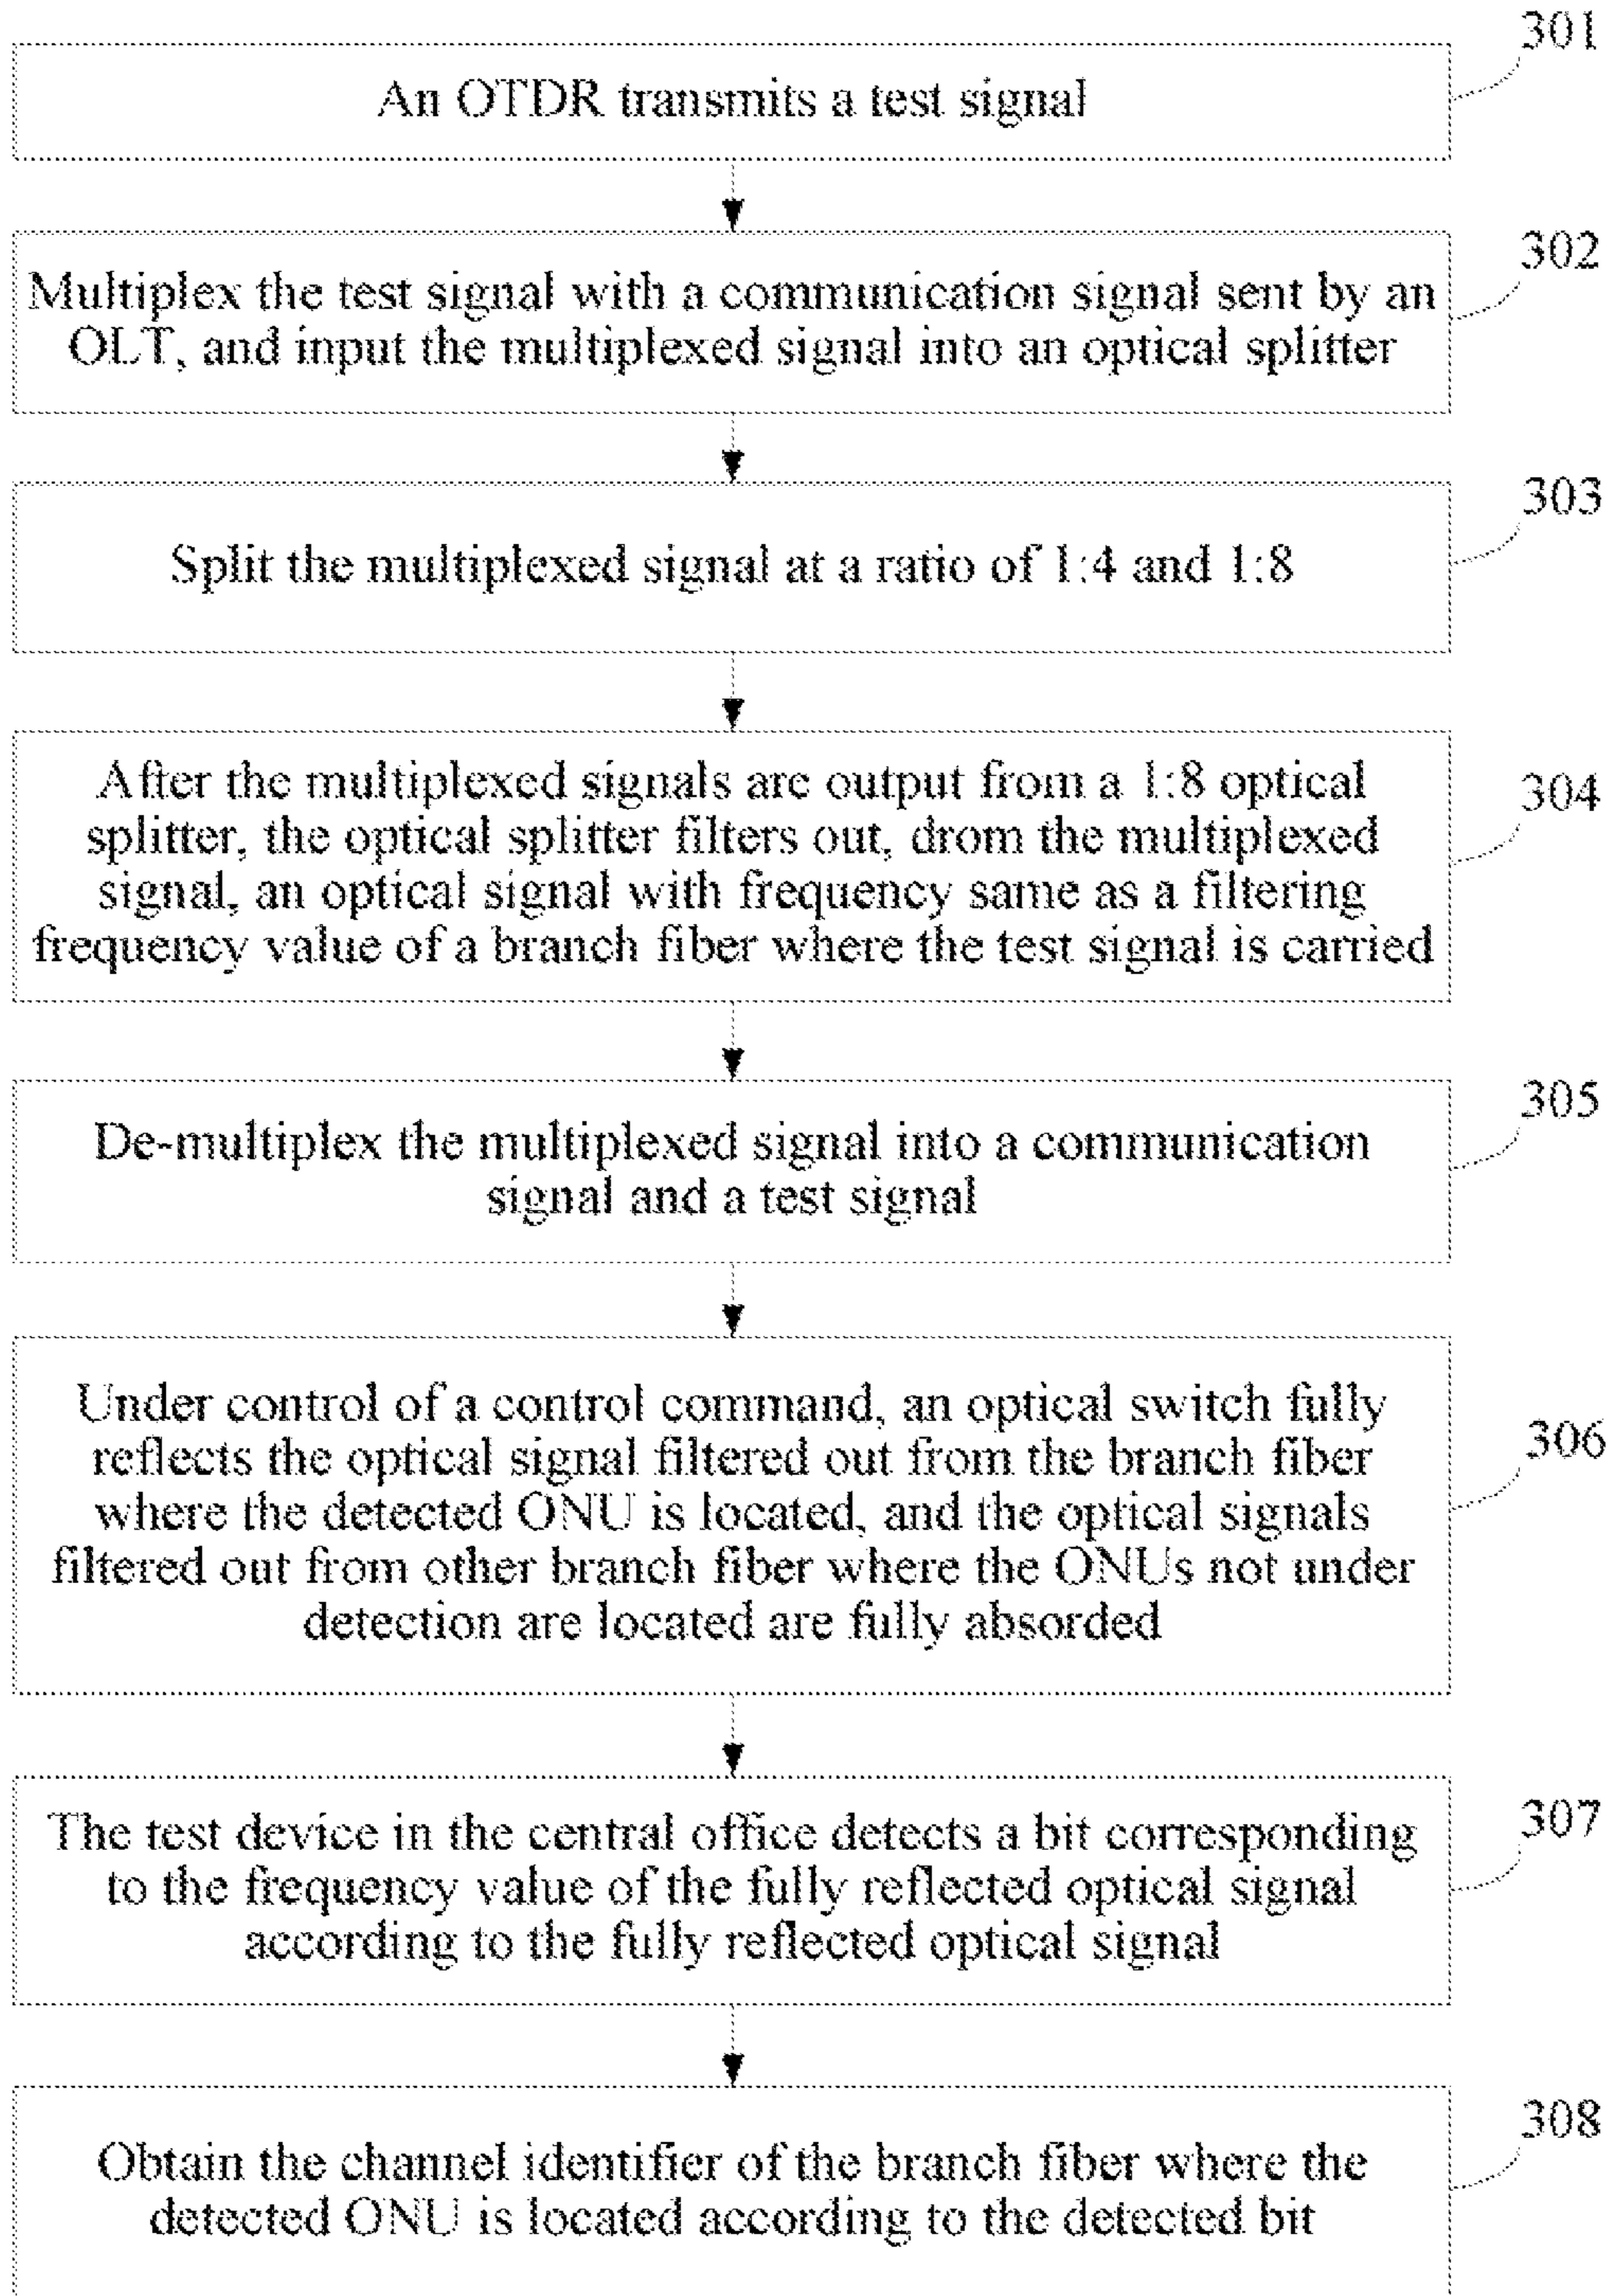 301
An OTDR transmits a test signal
302
Multiplex the test signal with a communication signal sent by an
OLT, and input the multiplexed signal into an optical splitter
303
Split the multiplexed signal at a ratio of 1:4 and 1:8
304
After the multiplexed signals are output from a 1:8 optical
splitter, the optical splitter filters out, drom the multiplexed
signal, an optical signal with frequency same as a filtering
frequency value of a branch fiber where the test signal is carried
305
De-multiplex the multiplexed signal into a communication
signal and a test signal
306
Under control of a control command, an optical switch fully
reflects the optical signal filtered out from the branch fiber
where the detected ONU is located, and the optical signals
filtered out from other branch fiber where the ONUs not under
detection are located are fully absorded
307
The test device in the central office detects a bit corresponding
to the frequency value of the fully reflected optical signal
according to the fully reflected optical signal
308
Obtain the channel identifier of the branch fiber where the
detected ONU is located according to the detected bit